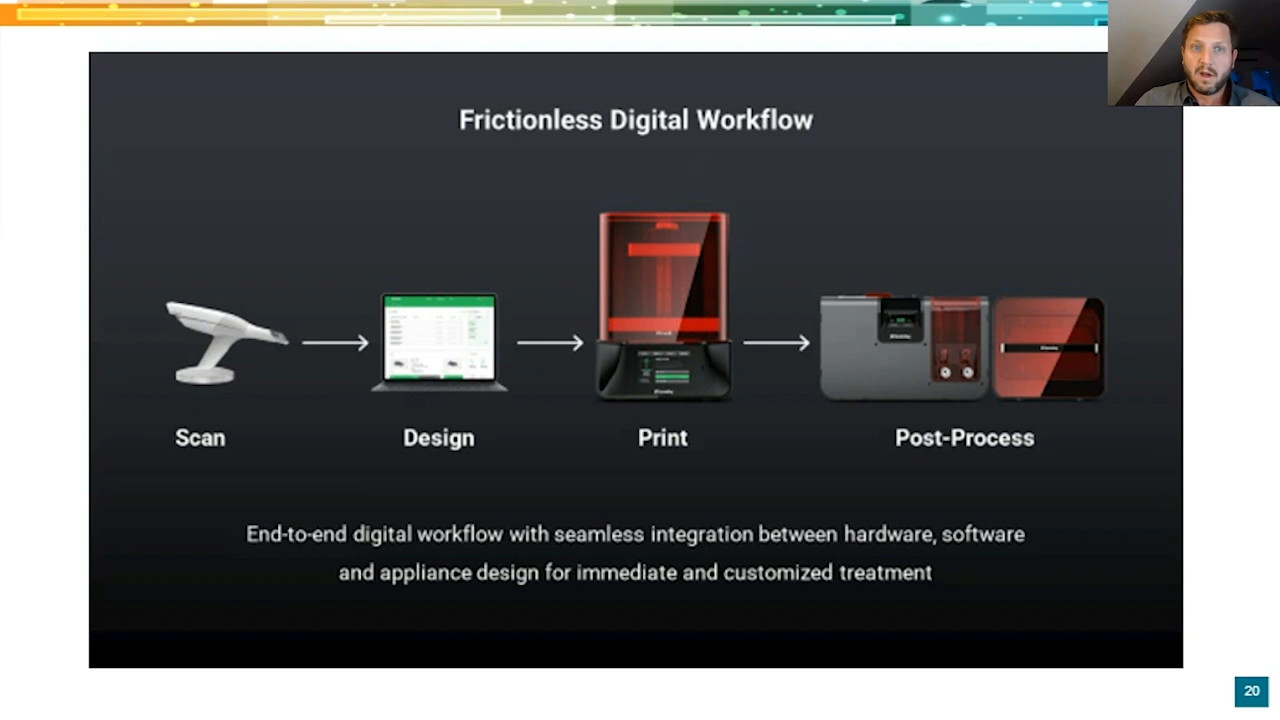 Frictionless Digital Workflow
Scan
Design
Print
Post-Process
End-to-end digital workflow with seamless integration between hardware, software
and appliance design for immediate and customized treatment
20